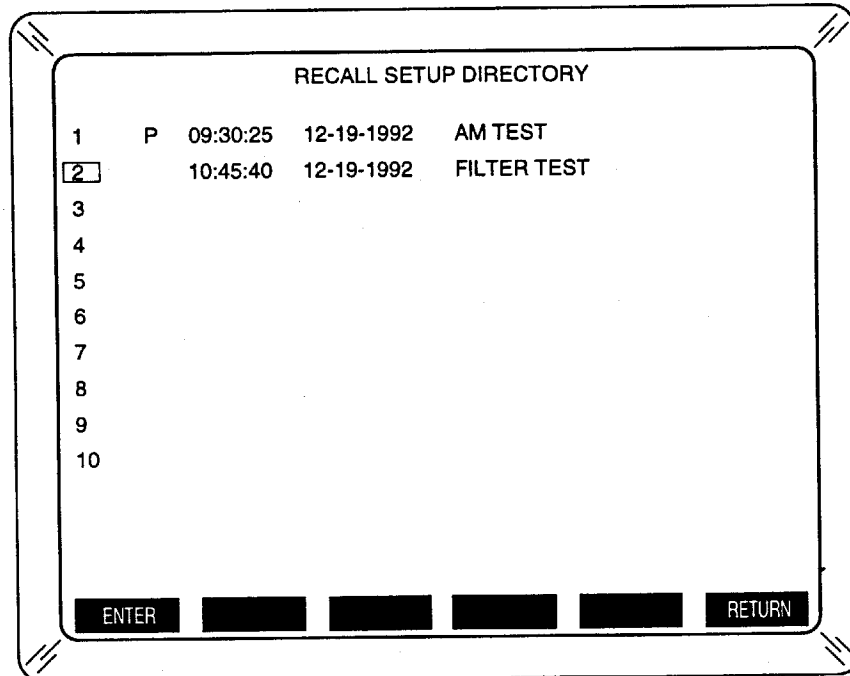 RECALL SETUP DIRECTORY
1 P 09:30:25 12-19-1992 AM TEST
2 10:45:40 12-19-1992 FILTER TEST
3
4
5
6
7
8
9
10
ENTER RETURN